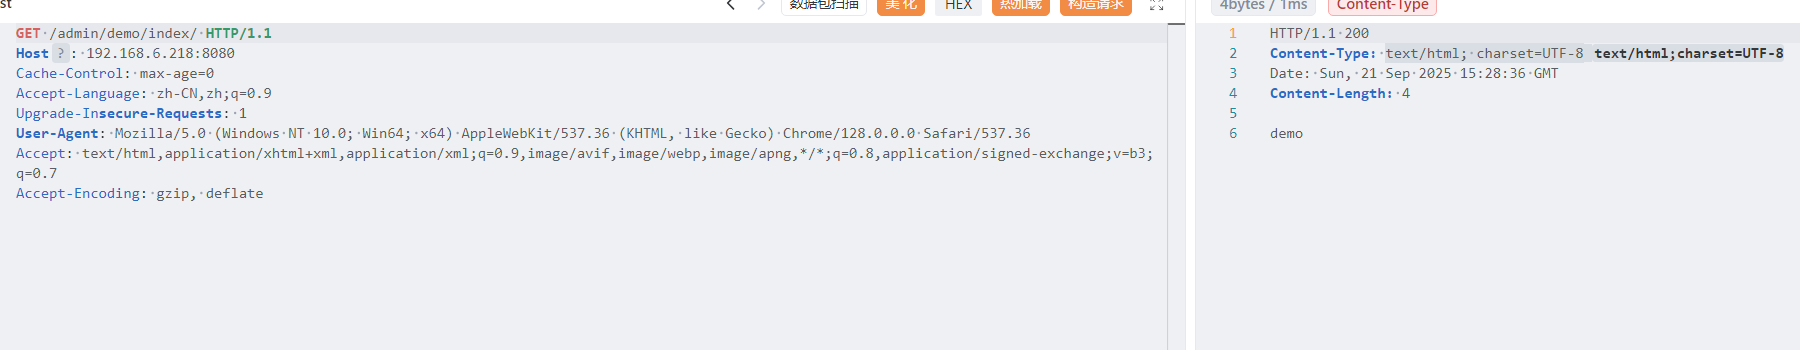 st
数据包扫描 美化 HEX 热加载 构造请求
GET /admin/demo/index/ HTTP/1.1
Host ? : 192.168.6.218:8080
Cache-Control: max-age=0
Accept-Language: zh-CN,zh;q=0.9
Upgrade-Insecure-Requests: 1
User-Agent: Mozilla/5.0 (Windows NT 10.0; Win64; x64) AppleWebKit/537.36 (KHTML, like Gecko) Chrome/128.0.0.0 Safari/537.36
Accept: text/html,application/xhtml+xml,application/xml;q=0.9,image/avif,image/webp,image/apng,*/*;q=0.8,application/signed-exchange;v=b3;
q=0.7
Accept-Encoding: gzip, deflate
4bytes / 1ms Content-Type
1 HTTP/1.1 200
2 Content-Type: text/html; charset=UTF-8 text/html;charset=UTF-8
3 Date: Sun, 21 Sep 2025 15:28:36 GMT
4 Content-Length: 4
5
6 demo